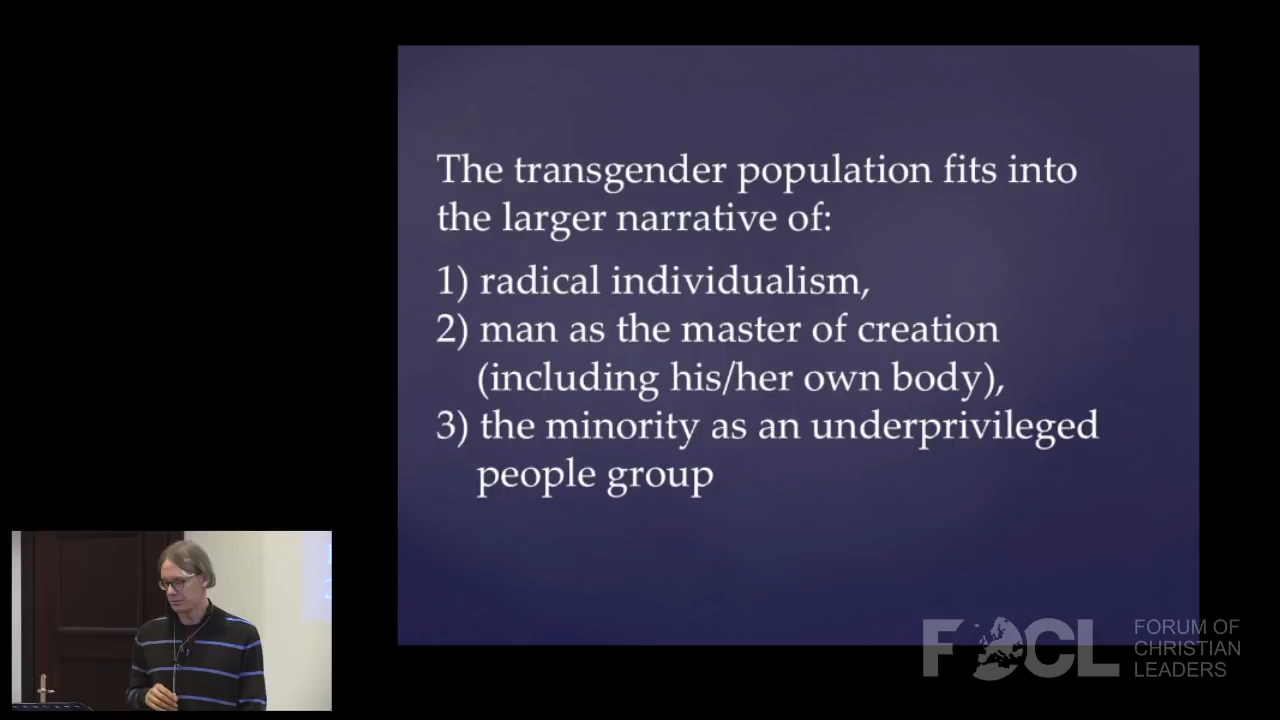 The transgender population fits into
the larger narrative of:
1) radical individualism,
2) man as the master of creation
(including his/her own body),
3) the minority as an underprivileged
people group
FOCL
FORUM OF
CHRISTIAN
LEADERS